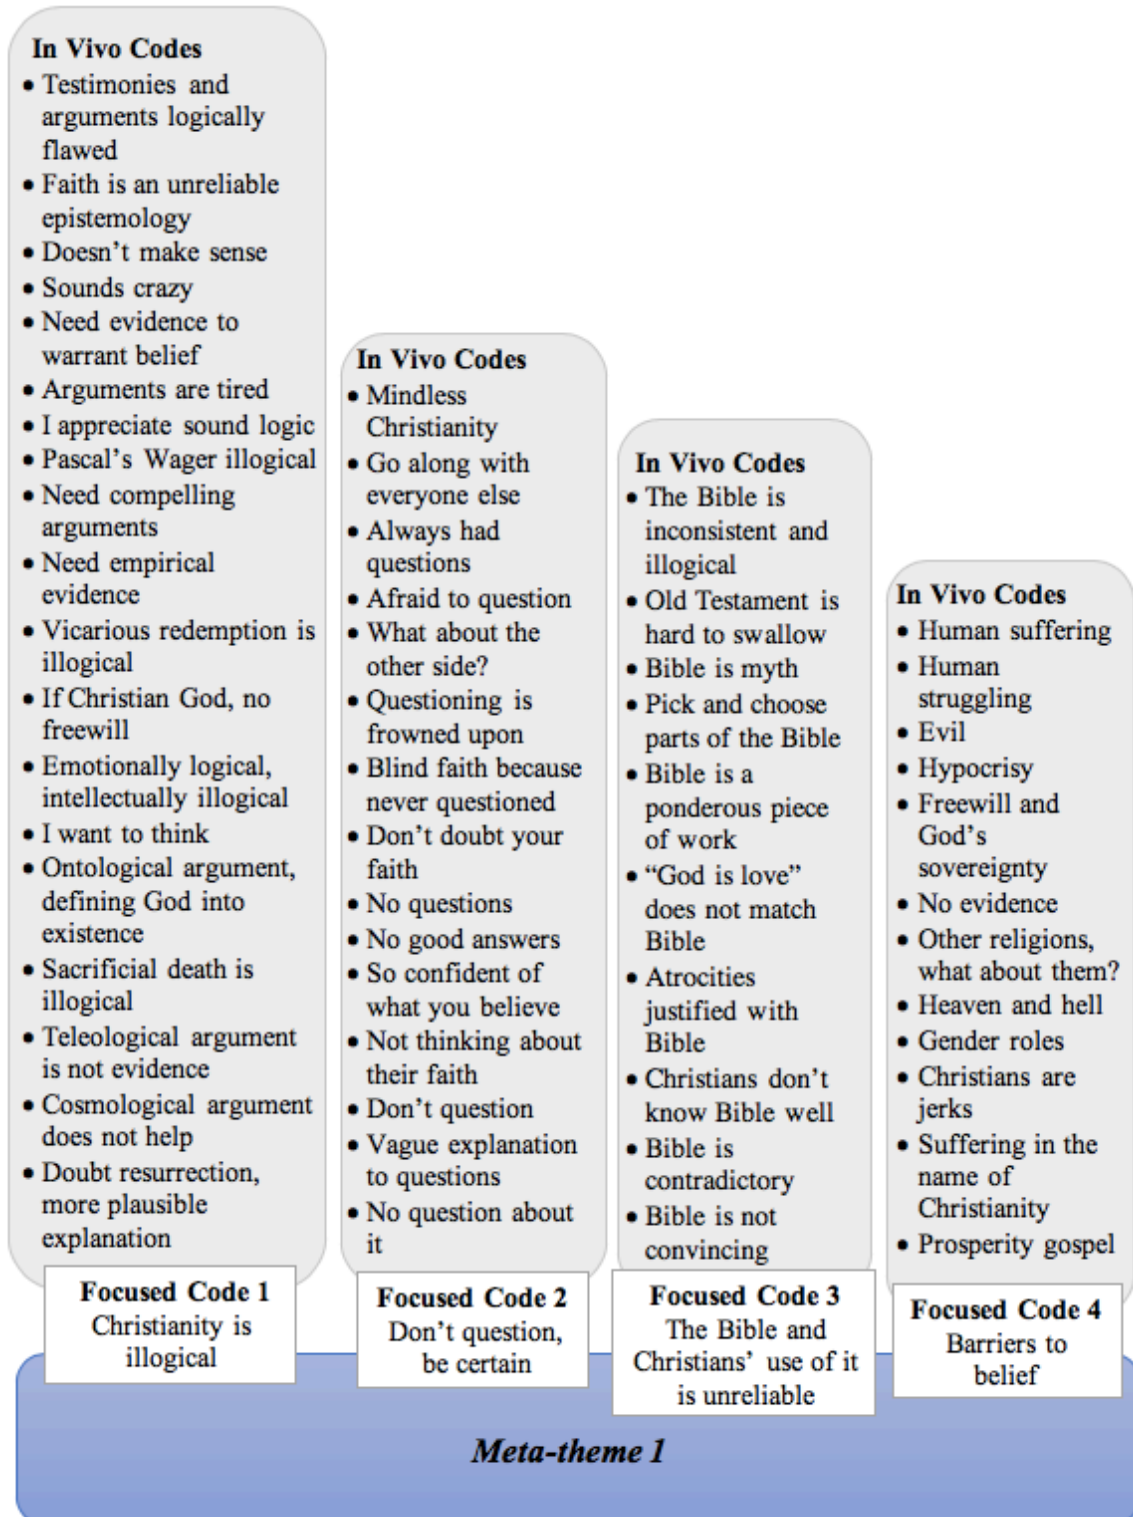 In Vivo Codes
• Testimonies and
arguments logically
flawed
• Faith is an unreliable
epistemology
• Doesn’t make sense
• Sounds crazy
• Need evidence to
warrant belief
• Arguments are tired
• I appreciate sound logic
• Pascal’s Wager illogical
• Need compelling
arguments
• Need empirical
evidence
• Vicarious redemption is
illogical
• If Christian God, no
freewill
• Emotionally logical,
intellectually illogical
• I want to think
• Ontological argument,
defining God into
existence
• Sacrificial death is
illogical
• Teleological argument
is not evidence
• Cosmological argument
does not help
• Doubt resurrection,
more plausible
explanation
Focused Code 1
Christianity is
illogical
In Vivo Codes
• Mindless
Christianity
• Go along with
everyone else
• Always had
questions
• Afraid to question
• What about the
other side?
• Questioning is
frowned upon
• Blind faith because
never questioned
• Don’t doubt your
faith
• No questions
• No good answers
• So confident of
what you believe
• Not thinking about
their faith
• Don’t question
• Vague explanation
to questions
• No question about
it
Focused Code 2
Don’t question,
be certain
In Vivo Codes
• The Bible is
inconsistent and
illogical
• Old Testament is
hard to swallow
• Bible is myth
• Pick and choose
parts of the Bible
• Bible is a
ponderous piece
of work
• “God is love”
does not match
Bible
• Atrocities
justified with
Bible
• Christians don’t
know Bible well
• Bible is
contradictory
• Bible is not
convincing
Focused Code 3
The Bible and
Christians’ use of it
is unreliable
In Vivo Codes
• Human suffering
• Human
struggling
• Evil
• Hypocrisy
• Freewill and
God’s
sovereignty
• No evidence
• Other religions,
what about them?
• Heaven and hell
• Gender roles
• Christians are
jerks
• Suffering in the
name of
Christianity
• Prosperity gospel
Focused Code 4
Barriers to
belief
Meta-theme 1